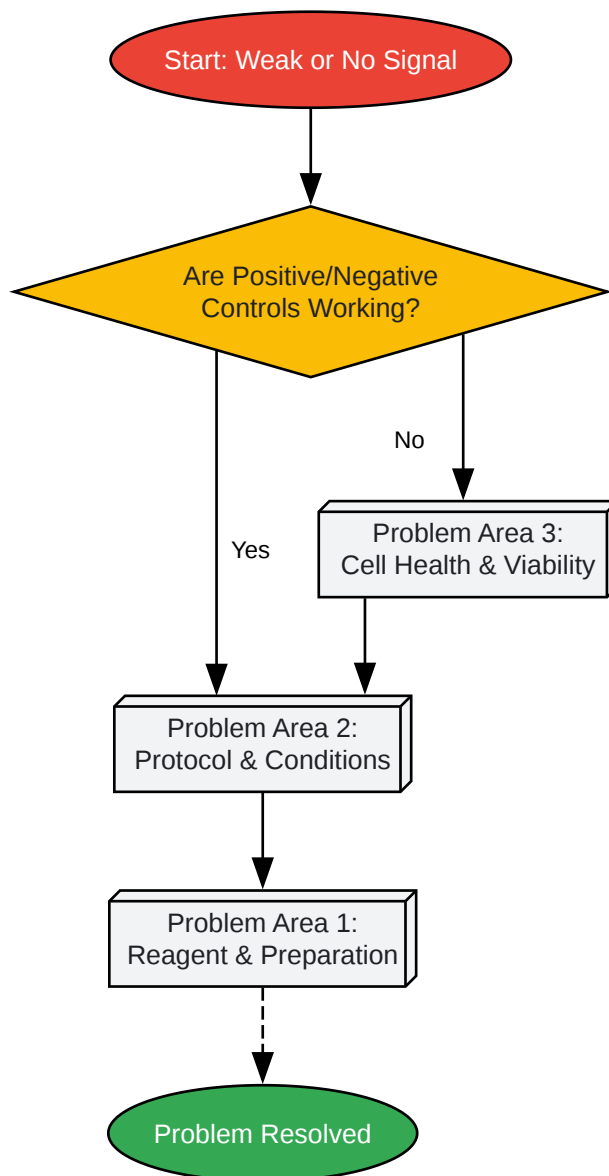 Start: Weak or No Signal
Are Positive/Negative
Controls Working?
No
Problem Area 3:
Cell Health & Viability
Yes
Problem Area 2:
Protocol & Conditions
Problem Area 1:
Reagent & Preparation
Problem Resolved